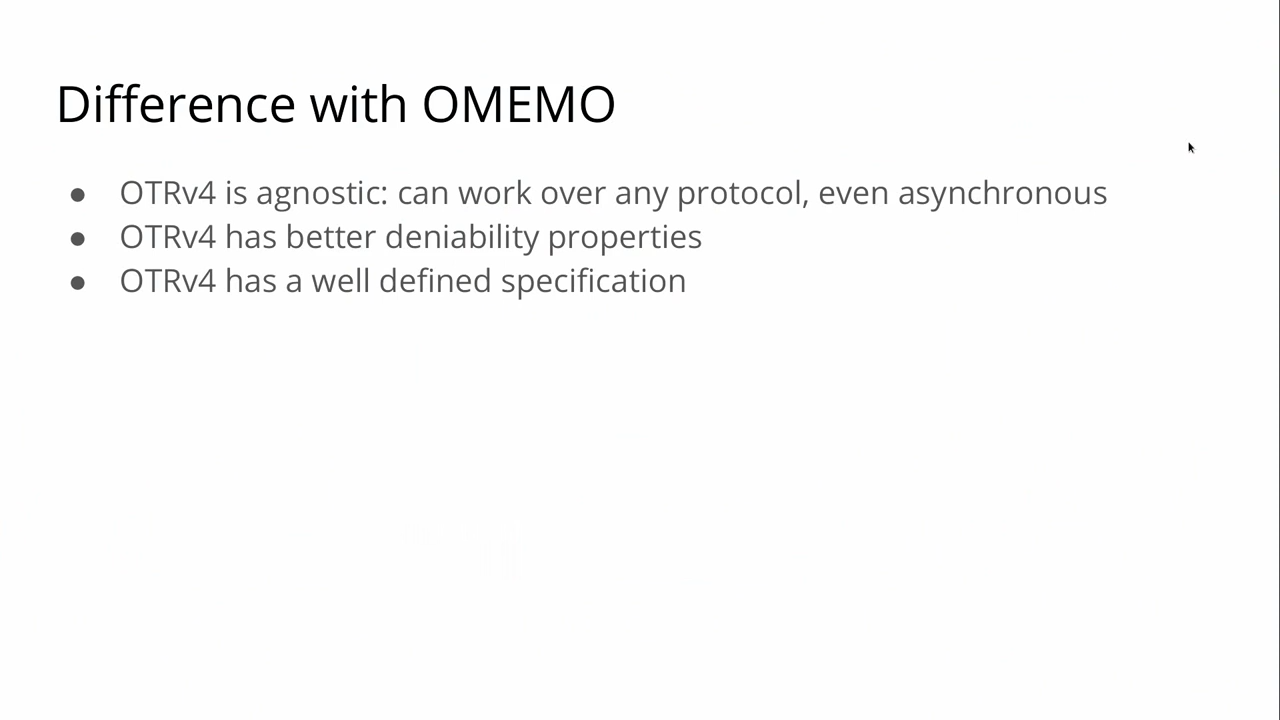 Difference with OMEMO
● OTRv4 is agnostic: can work over any protocol, even asynchronous
● OTRv4 has better deniability properties
● OTRv4 has a well defined specification